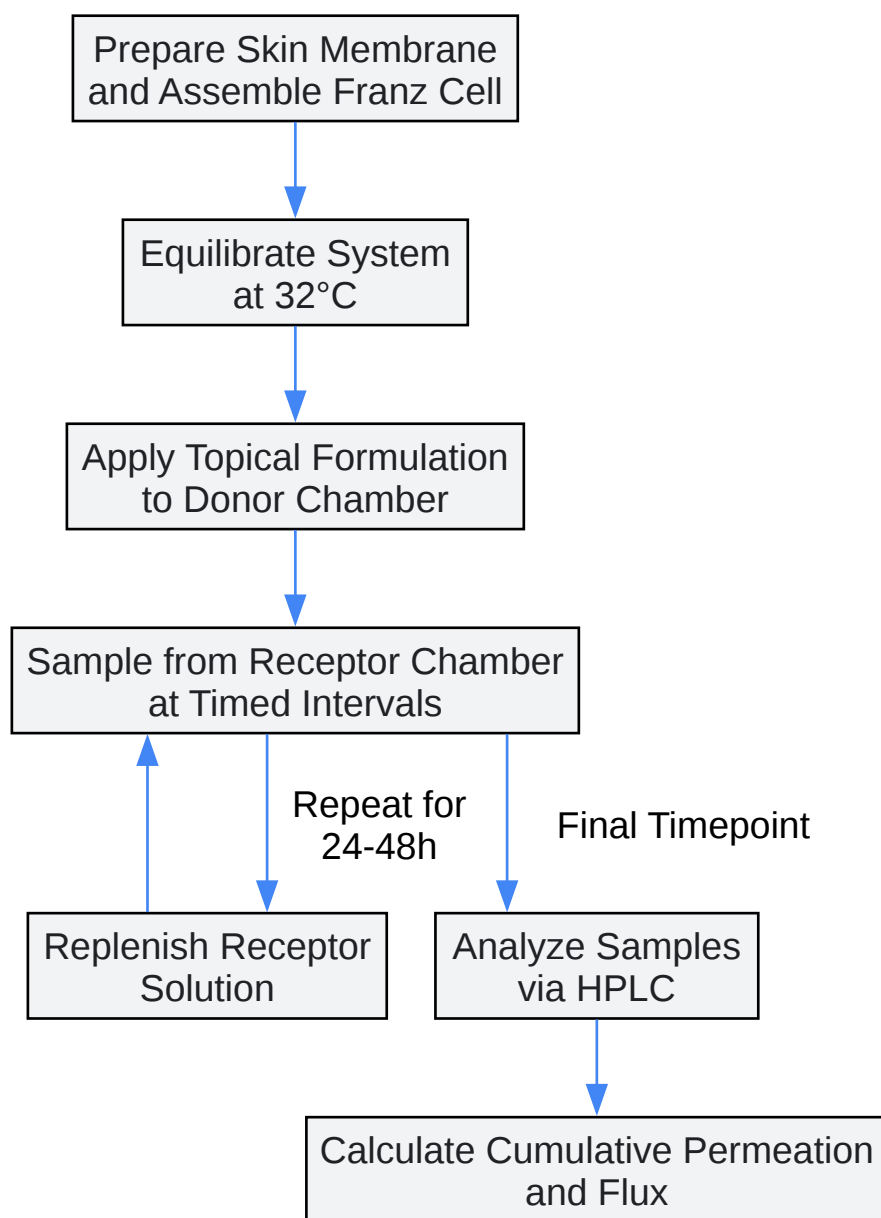 Prepare Skin Membrane
and Assemble Franz Cell
Equilibrate System
at 32°C
Apply Topical Formulation
to Donor Chamber
Sample from Receptor Chamber
at Timed Intervals
Repeat for
24-48h
Final Timepoint
Replenish Receptor
Solution
Analyze Samples
via HPLC
Calculate Cumulative Permeation
and Flux